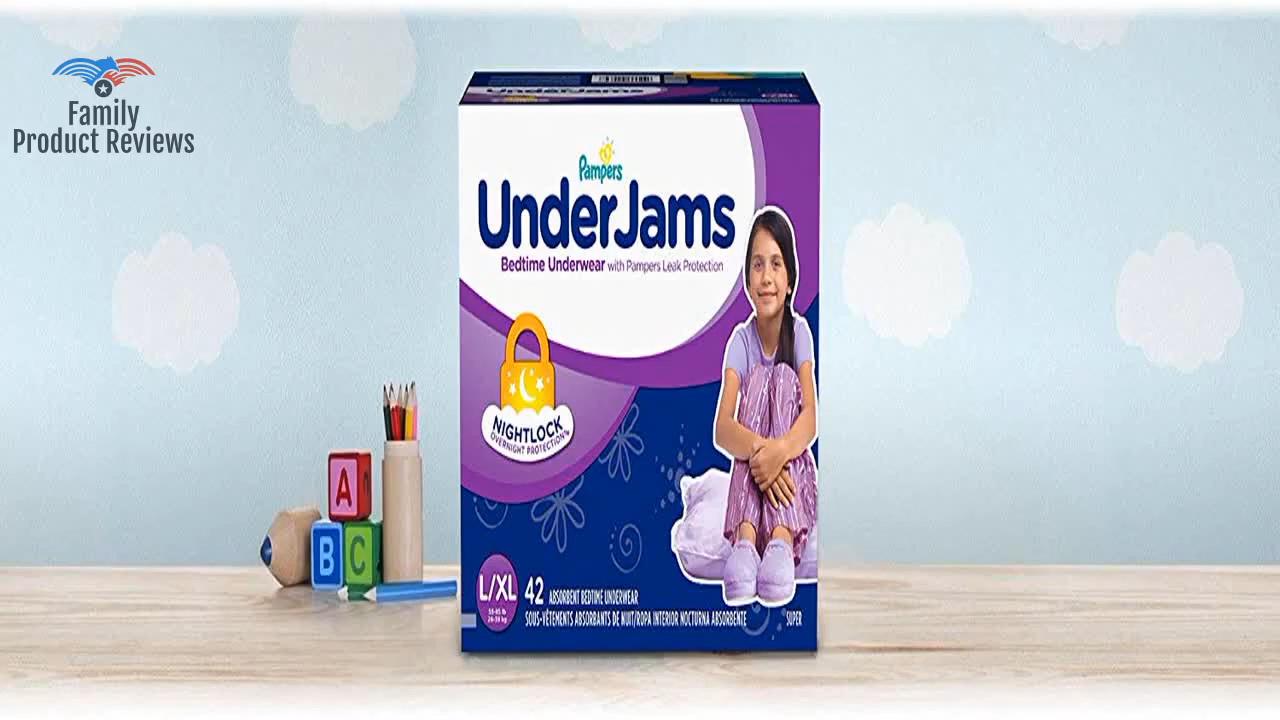 Family
Product Reviews
UnderJams
Pampers
UnderJams
Bedtime Underwear with Pampers Leak Protection
NIGHTLOCK
OVERNIGHT PROTECTION
A
B C
L/XL
42 ABSORBENT BEDTIME UNDERWEAR
SOUS-VÊTEMENTS ABSORBANTS DE NUIT/ROPA INTERIOR NOCTURNA ABSORBENTE
SUPER